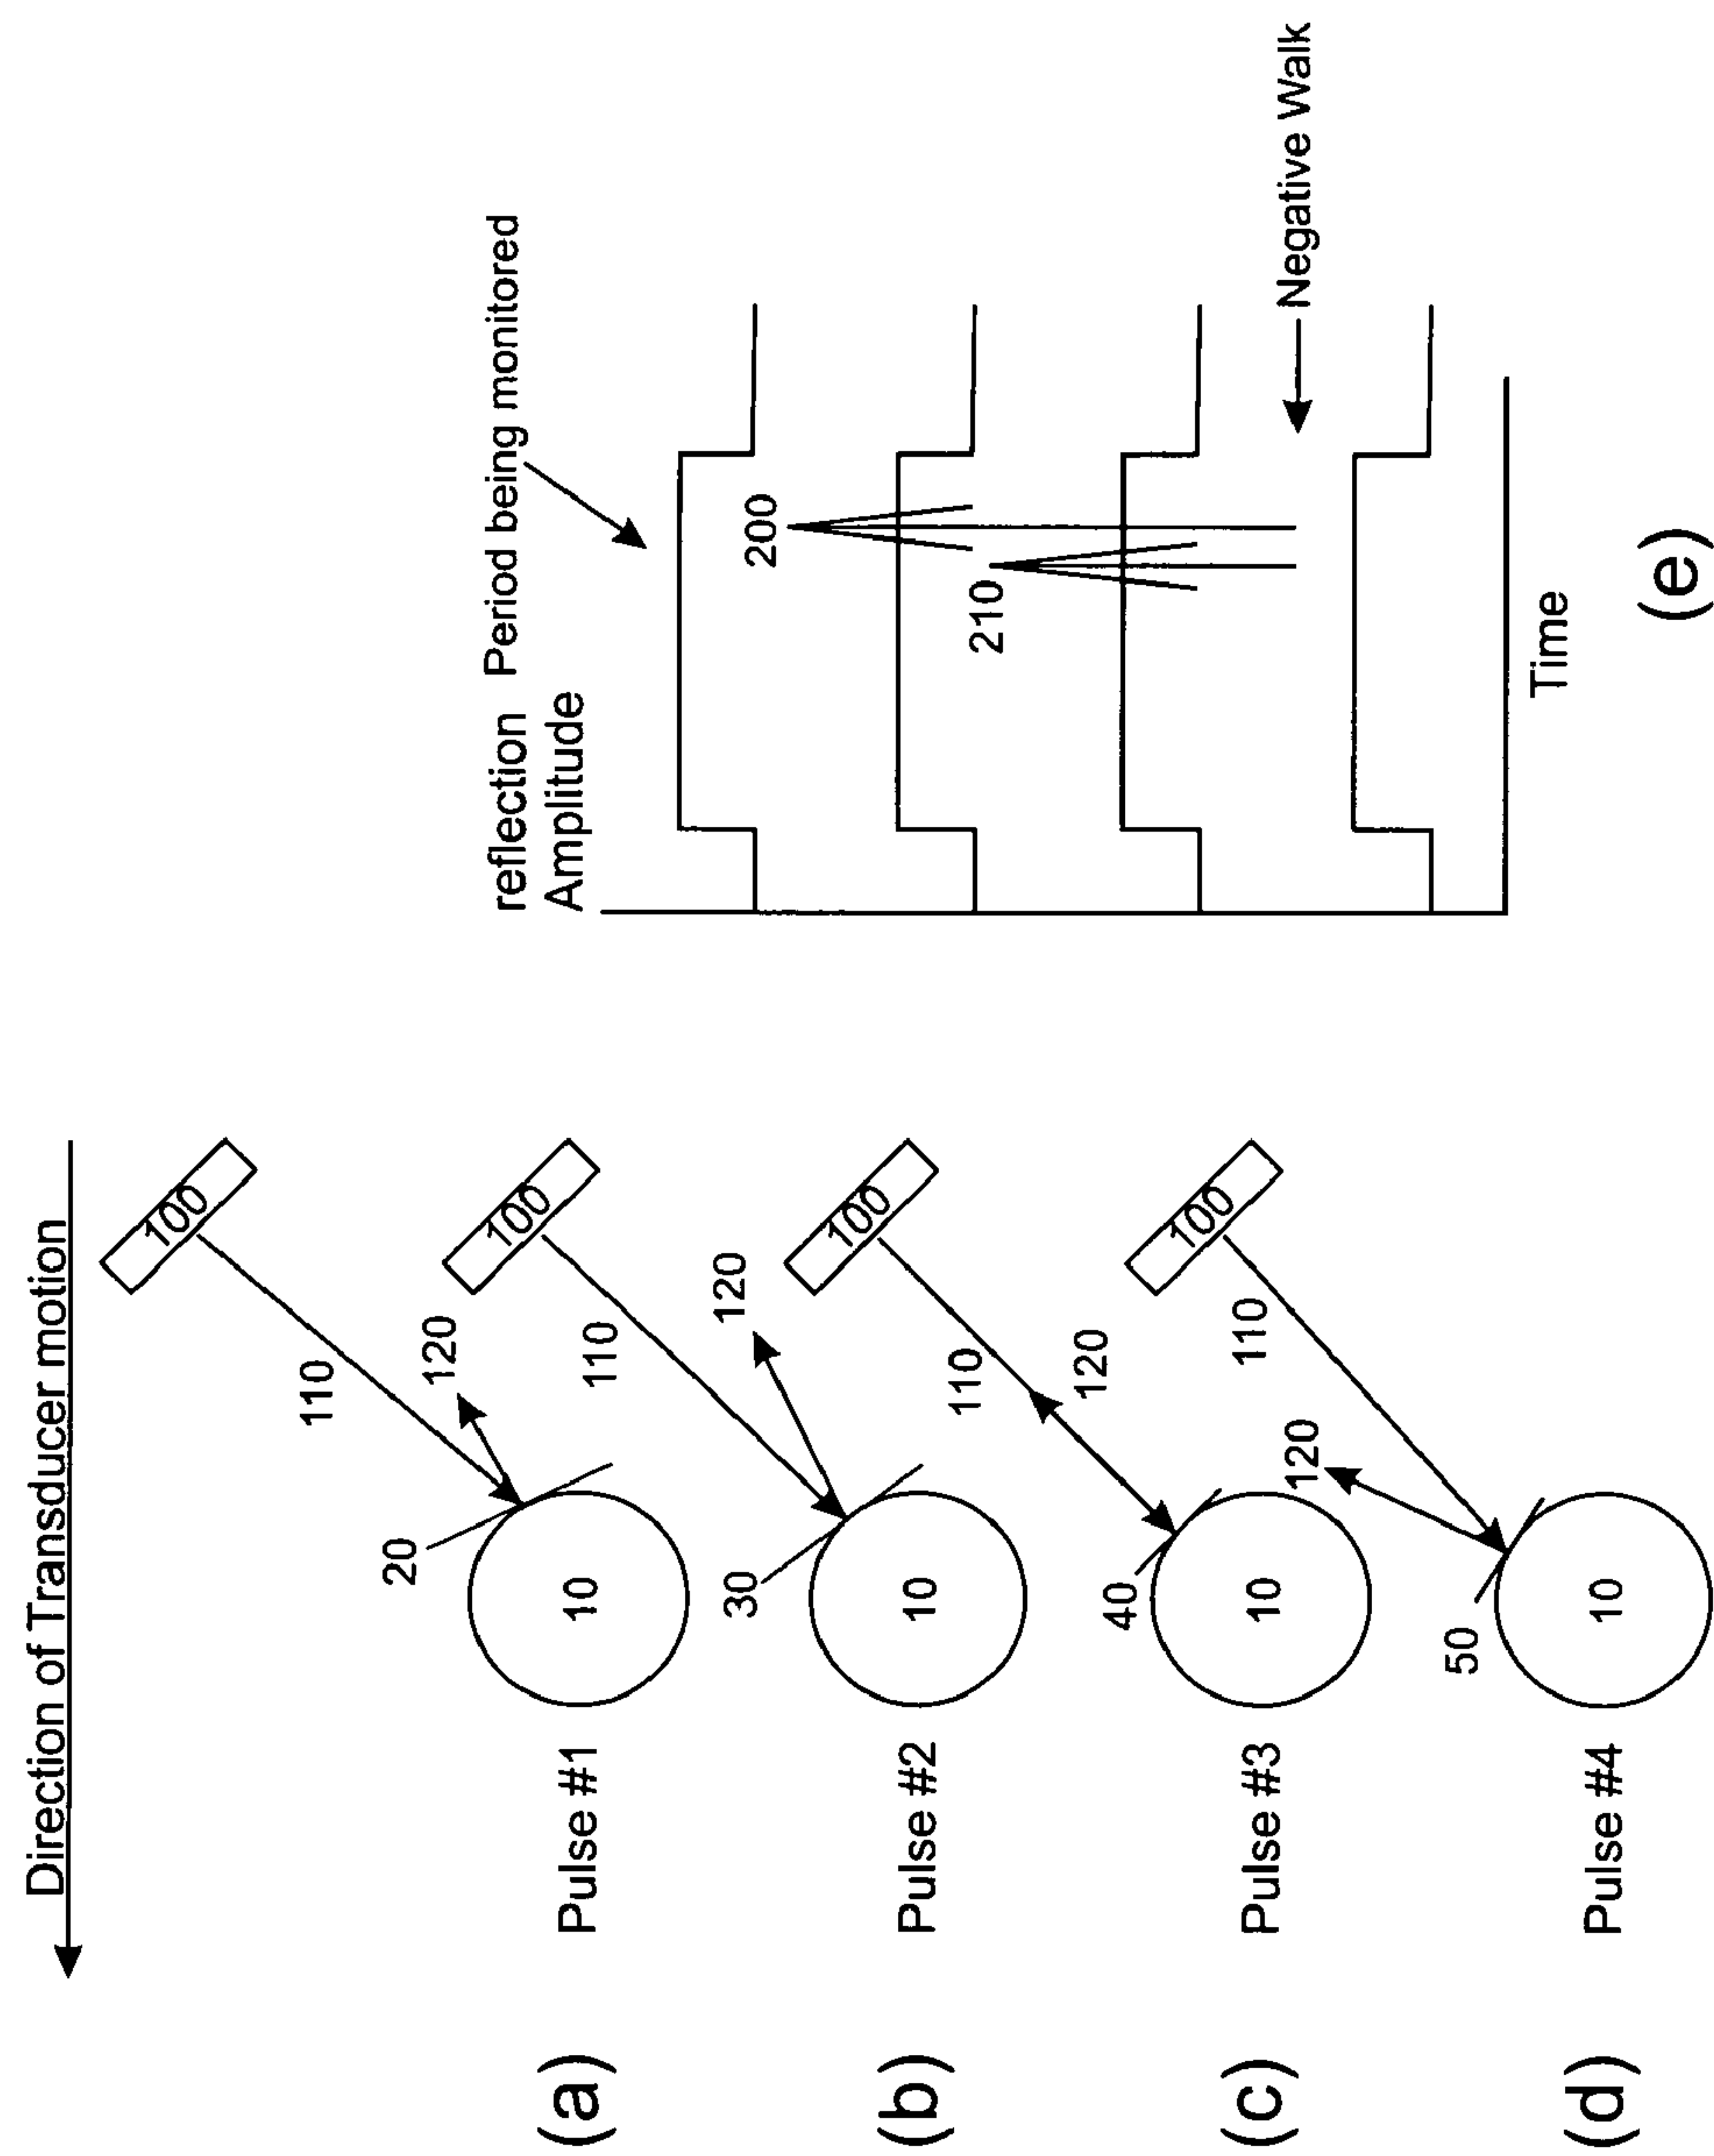 Direction of Transducer motion
100
110
120
20
10
Pulse #1
(a)
100
110
120
30
10
Pulse #2
(b)
100
110
120
40
10
Pulse #3
(c)
100
110
120
50
10
Pulse #4
(d)
reflection
Amplitude
Period being monitored
200
210
Negative Walk
Time
(e)